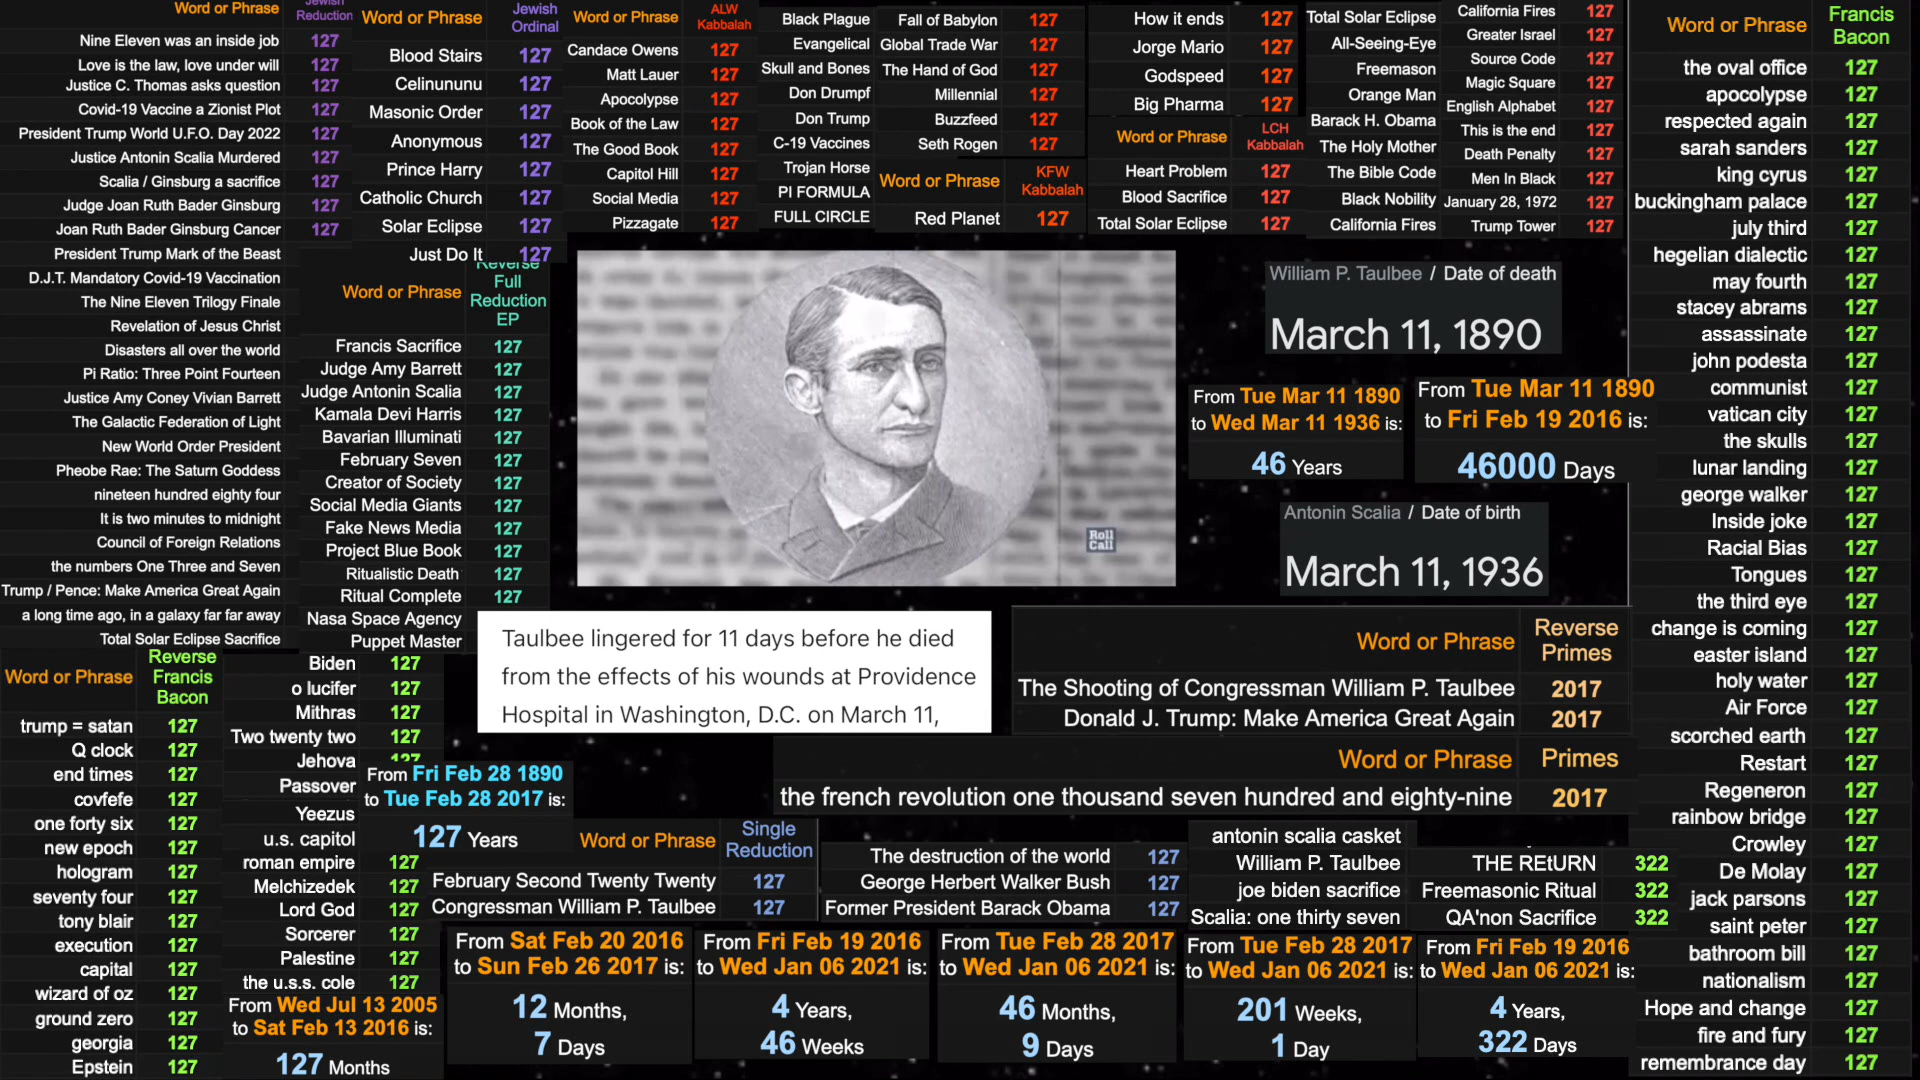 Word or Phrase Jewish Reduction
Nine Eleven was an inside job 127
Love is the law, love under will 127
Justice C. Thomas asks question 127
Covid-19 Vaccine a Zionist Plot 127
President Trump World U.F.O. Day 2022 127
Justice Antonin Scalia Murdered 127
Scalia / Ginsburg a sacrifice 127
Judge Joan Ruth Bader Ginsburg 127
Joan Ruth Bader Ginsburg Cancer 127
President Trump Mark of the Beast
D.J.T. Mandatory Covid-19 Vaccination
The Nine Eleven Trilogy Finale
Revelation of Jesus Christ
Disasters all over the world
Pi Ratio: Three Point Fourteen
Justice Amy Coney Vivian Barrett
The Galactic Federation of Light
New World Order President
Pheobe Rae: The Saturn Goddess
nineteen hundred eighty four
It is two minutes to midnight
Council of Foreign Relations
the numbers One Three and Seven
Trump / Pence: Make America Great Again
a long time ago, in a galaxy far far away
Total Solar Eclipse Sacrifice
Word or Phrase Jewish Ordinal
Blood Stairs 127
Celinununu 127
Masonic Order 127
Anonymous 127
Prince Harry 127
Catholic Church 127
Solar Eclipse 127
Just Do It 127
Word or Phrase Reverse Full Reduction EP
Francis Sacrifice 127
Judge Amy Barrett 127
Judge Antonin Scalia 127
Kamala Devi Harris 127
Bavarian Illuminati 127
February Seven 127
Creator of Society 127
Social Media Giants 127
Fake News Media 127
Project Blue Book 127
Ritualistic Death 127
Ritual Complete 127
Nasa Space Agency
Puppet Master
Word or Phrase ALW Kabbalah
Candace Owens 127
Matt Lauer 127
Apocolypse 127
Book of the Law 127
The Good Book 127
Capitol Hill 127
Social Media 127
Pizzagate 127
Black Plague
Evangelical
Skull and Bones
Don Drumpf
Don Trump
C-19 Vaccines
Trojan Horse
PI FORMULA
FULL CIRCLE
Fall of Babylon 127
Global Trade War 127
The Hand of God 127
Millennial 127
Buzzfeed 127
Seth Rogen 127
Word or Phrase KFW Kabbalah
Red Planet 127
How it ends 127
Jorge Mario 127
Godspeed 127
Big Pharma 127
Word or Phrase LCH Kabbalah
Heart Problem 127
Blood Sacrifice 127
Total Solar Eclipse 127
Total Solar Eclipse
All-Seeing-Eye
Freemason
Orange Man
Barack H. Obama
The Holy Mother
The Bible Code
Black Nobility
California Fires
California Fires 127
Greater Israel 127
Source Code 127
Magic Square 127
English Alphabet 127
This is the end 127
Death Penalty 127
Men In Black 127
January 28, 1972 127
Trump Tower 127
Word or Phrase Francis Bacon
the oval office 127
apocolypse 127
respected again 127
sarah sanders 127
king cyrus 127
buckingham palace 127
july third 127
hegelian dialectic 127
may fourth 127
stacey abrams 127
assassinate 127
john podesta 127
communist 127
vatican city 127
the skulls 127
lunar landing 127
george walker 127
Inside joke 127
Racial Bias 127
Tongues 127
the third eye 127
change is coming 127
easter island 127
holy water 127
Air Force 127
scorched earth 127
Restart 127
Regeneron 127
rainbow bridge 127
Crowley 127
De Molay 127
jack parsons 127
saint peter 127
bathroom bill 127
nationalism 127
Hope and change 127
fire and fury 127
remembrance day 127
Roll Call
William P. Taulbee / Date of death
March 11, 1890
From Tue Mar 11 1890
to Wed Mar 11 1936 is:
46 Years
From Tue Mar 11 1890
to Fri Feb 19 2016 is:
46000 Days
Antonin Scalia / Date of birth
March 11, 1936
Taulbee lingered for 11 days before he died
from the effects of his wounds at Providence
Hospital in Washington, D.C. on March 11,
Word or Phrase Reverse Primes
The Shooting of Congressman William P. Taulbee 2017
Donald J. Trump: Make America Great Again 2017
Word or Phrase Primes
the french revolution one thousand seven hundred and eighty-nine 2017
Word or Phrase Reverse Francis Bacon
trump = satan 127
Q clock 127
end times 127
covfefe 127
one forty six 127
new epoch 127
hologram 127
seventy four 127
tony blair 127
execution 127
capital 127
wizard of oz 127
ground zero 127
georgia 127
Epstein 127
Biden 127
o lucifer 127
Mithras 127
Two twenty two 127
Jehova 127
Passover
Yeezus
u.s. capitol
roman empire 127
Melchizedek 127
Lord God 127
Sorcerer 127
Palestine 127
the u.s.s. cole 127
From Fri Feb 28 1890
to Tue Feb 28 2017 is:
127 Years
Word or Phrase Single Reduction
February Second Twenty Twenty 127
Congressman William P. Taulbee 127
The destruction of the world 127
George Herbert Walker Bush 127
Former President Barack Obama 127
antonin scalia casket
William P. Taulbee
joe biden sacrifice
Scalia: one thirty seven
THE REtURN 322
Freemasonic Ritual 322
QA'non Sacrifice 322
From Wed Jul 13 2005
to Sat Feb 13 2016 is:
127 Months
From Sat Feb 20 2016
to Sun Feb 26 2017 is:
12 Months,
7 Days
From Fri Feb 19 2016
to Wed Jan 06 2021 is:
4 Years,
46 Weeks
From Tue Feb 28 2017
to Wed Jan 06 2021 is:
46 Months,
9 Days
From Tue Feb 28 2017
to Wed Jan 06 2021 is:
201 Weeks,
1 Day
From Fri Feb 19 2016
to Wed Jan 06 2021 is:
4 Years,
322 Days